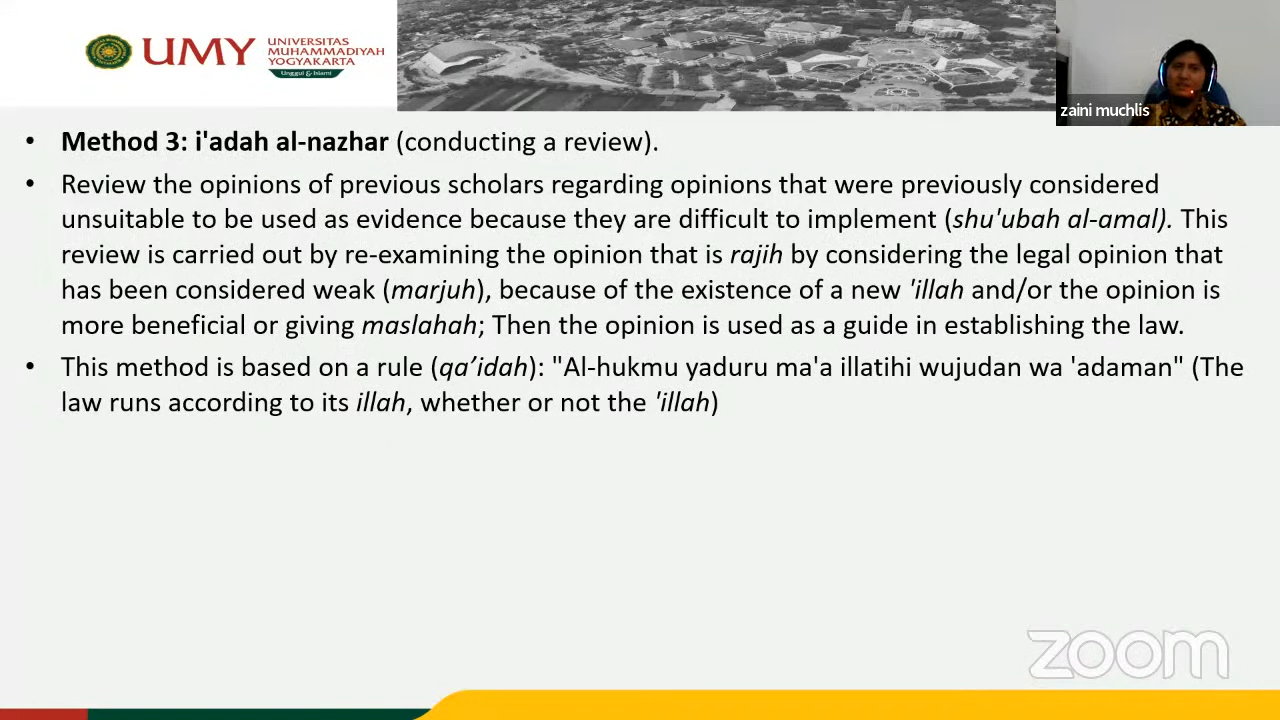 UMY
UNIVERSITAS
MUHAMMADIYAH
YOGYAKARTA
Unggul & Islami
zaini muchlis
• Method 3: i'adah al-nazhar (conducting a review).
• Review the opinions of previous scholars regarding opinions that were previously considered
unsuitable to be used as evidence because they are difficult to implement (shu'ubah al-amal). This
review is carried out by re-examining the opinion that is rajih by considering the legal opinion that
has been considered weak (marjuh), because of the existence of a new 'illah and/or the opinion is
more beneficial or giving maslahah; Then the opinion is used as a guide in establishing the law.
• This method is based on a rule (qa’idah): "Al-hukmu yaduru ma'a illatihi wujudan wa 'adaman" (The
law runs according to its illah, whether or not the 'illah)
zoom